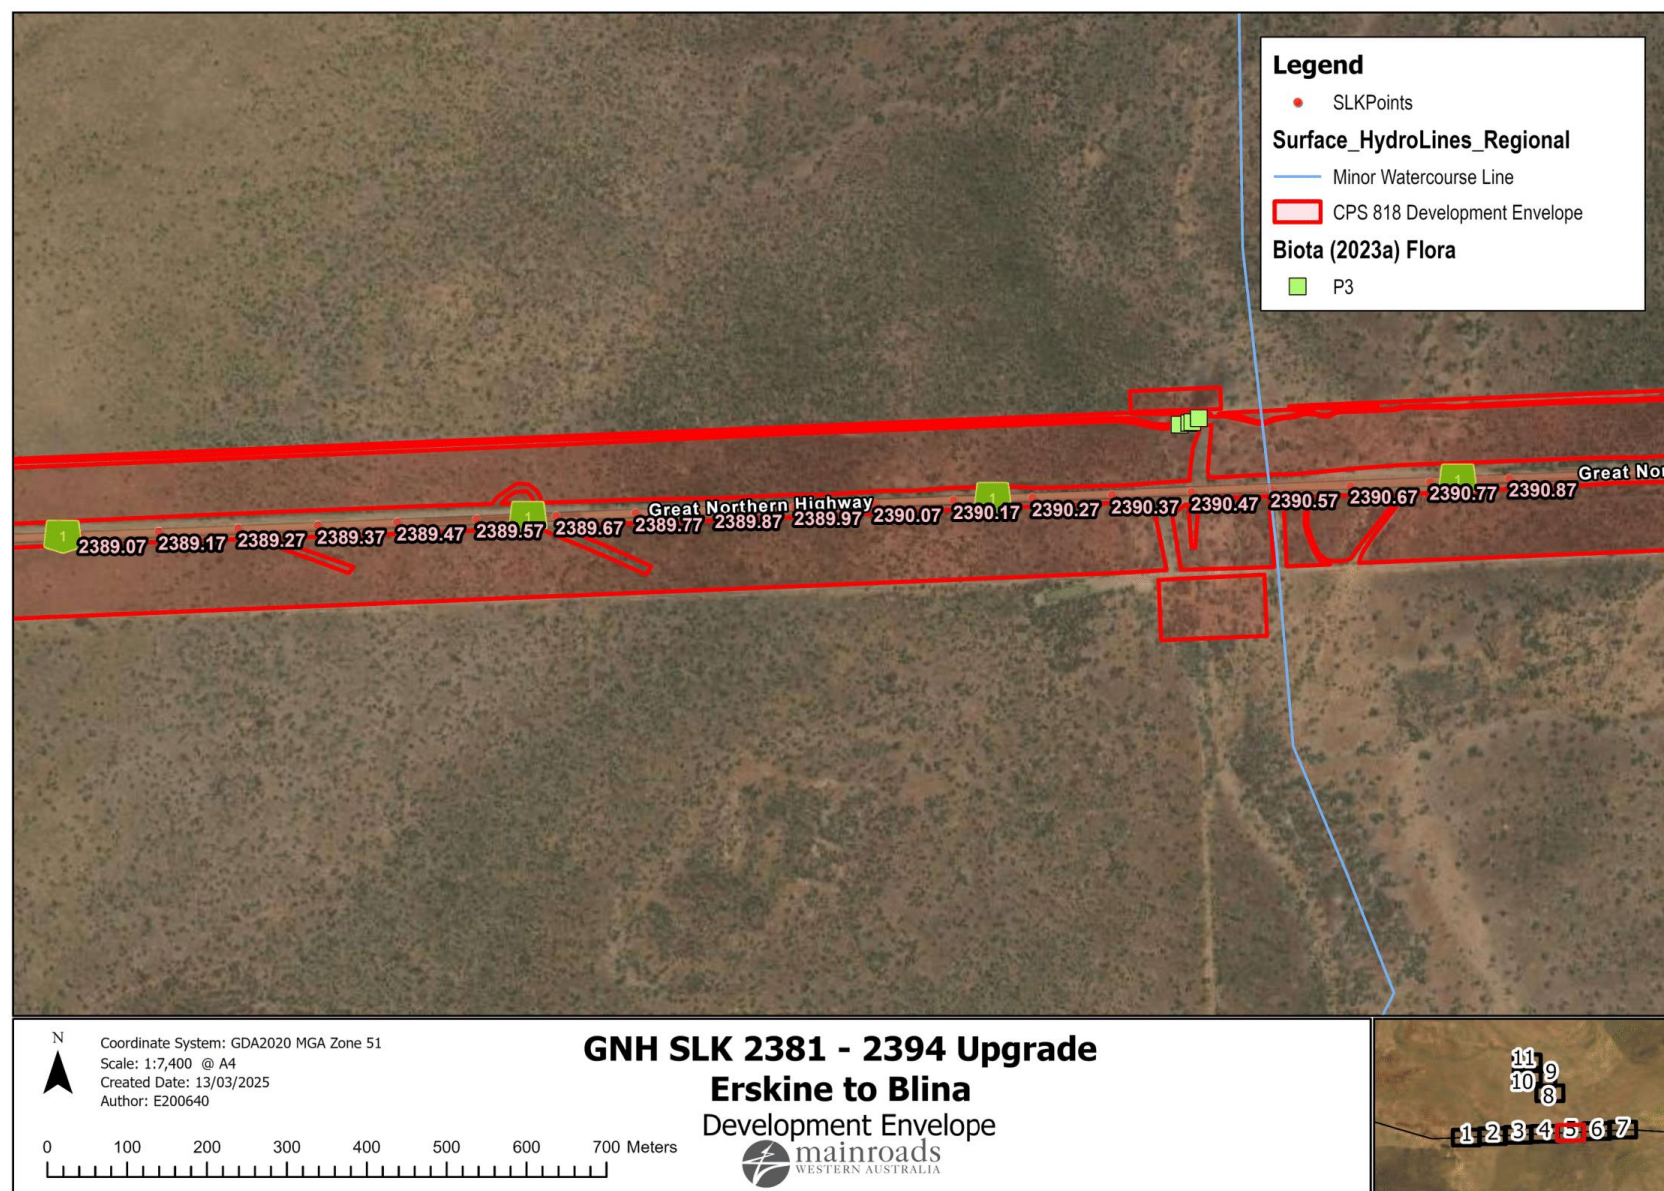 Legend
SLKPoints
Surface_HydroLines_Regional
Minor Watercourse Line
CPS 818 Development Envelope
Biota (2023a) Flora
P3
Great Northern Highway
Great Nor
1
1
1
1
2389.07
2389.17
2389.27
2389.37
2389.47
2389.57
2389.67
2389.77
2389.87
2389.97
2390.07
2390.17
2390.27
2390.37
2390.47
2390.57
2390.67
2390.77
2390.87
N
Coordinate System: GDA2020 MGA Zone 51
Scale: 1:7,400 @ A4
Created Date: 13/03/2025
Author: E200640
0 100 200 300 400 500 600 700 Meters
GNH SLK 2381 - 2394 Upgrade
Erskine to Blina
Development Envelope
mainroads
WESTERN AUSTRALIA
11
10
9
8
1 2 3 4 5 6 7